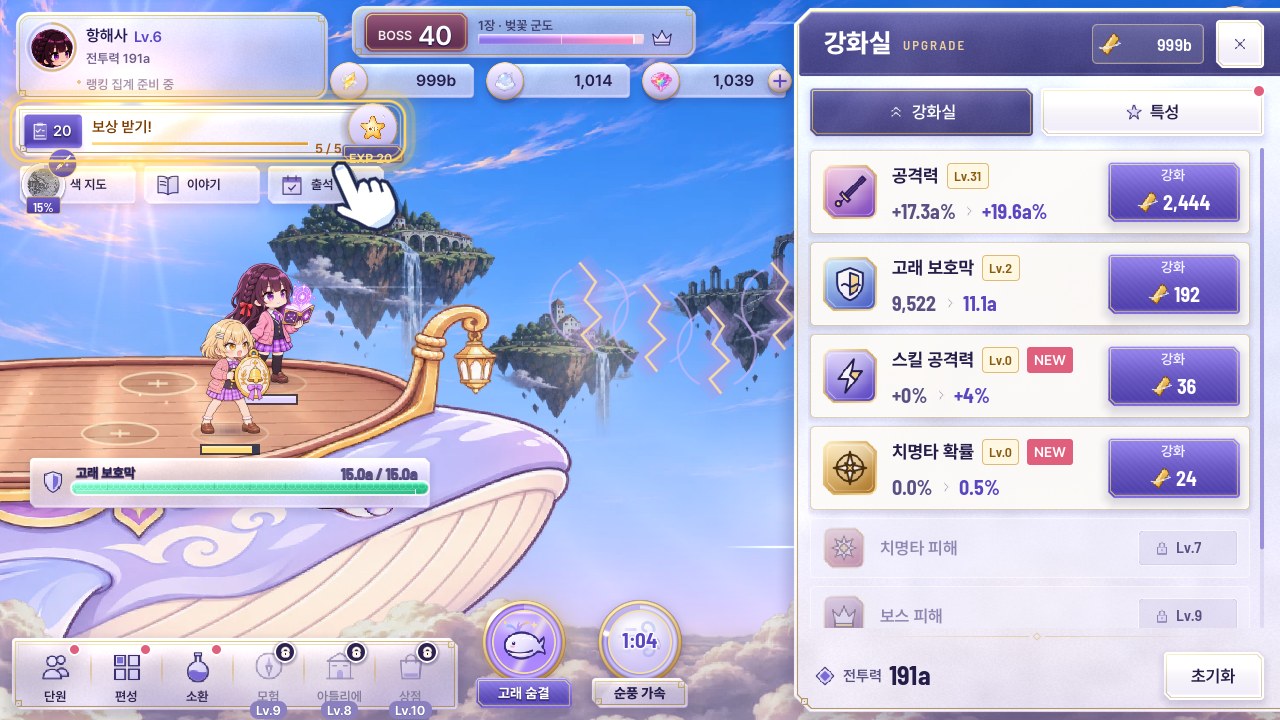 항해사 Lv.6
전투력 191a
랭킹 집계 준비 중
BOSS 40
1장 · 벚꽃 군도
999b
1,014
1,039
20
보상 받기!
5 / 5
EXP 20
색 지도
15%
이야기
출석
고래 보호막
15.0a / 15.0a
단원
편성
소환
모험
Lv.9
아틀리에
Lv.8
상점
Lv.10
고래 숨결
1:04
순풍 가속
강화실 UPGRADE
999b
강화실
특성
공격력 Lv.31
+17.3a% +19.6a%
강화
2,444
고래 보호막 Lv.2
9,522 11.1a
강화
192
스킬 공격력 Lv.0 NEW
+0% +4%
강화
36
치명타 확률 Lv.0 NEW
0.0% 0.5%
강화
24
치명타 피해
Lv.7
보스 피해
Lv.9
전투력 191a
초기화